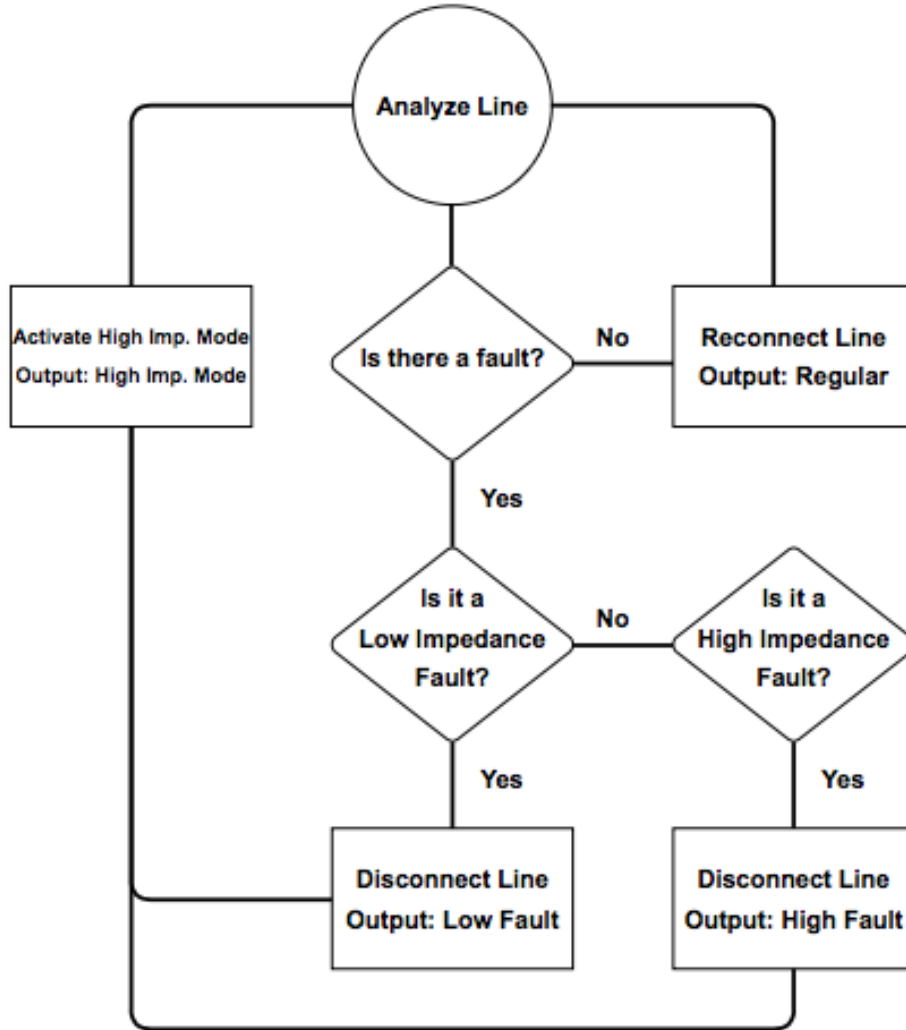 Analyze Line
Activate High Imp. Mode
Output: High Imp. Mode
Is there a fault?
No
Reconnect Line
Output: Regular
Yes
Is it a
Low Impedance
Fault?
No
Is it a
High Impedance
Fault?
Yes
Yes
Disconnect Line
Output: Low Fault
Disconnect Line
Output: High Fault